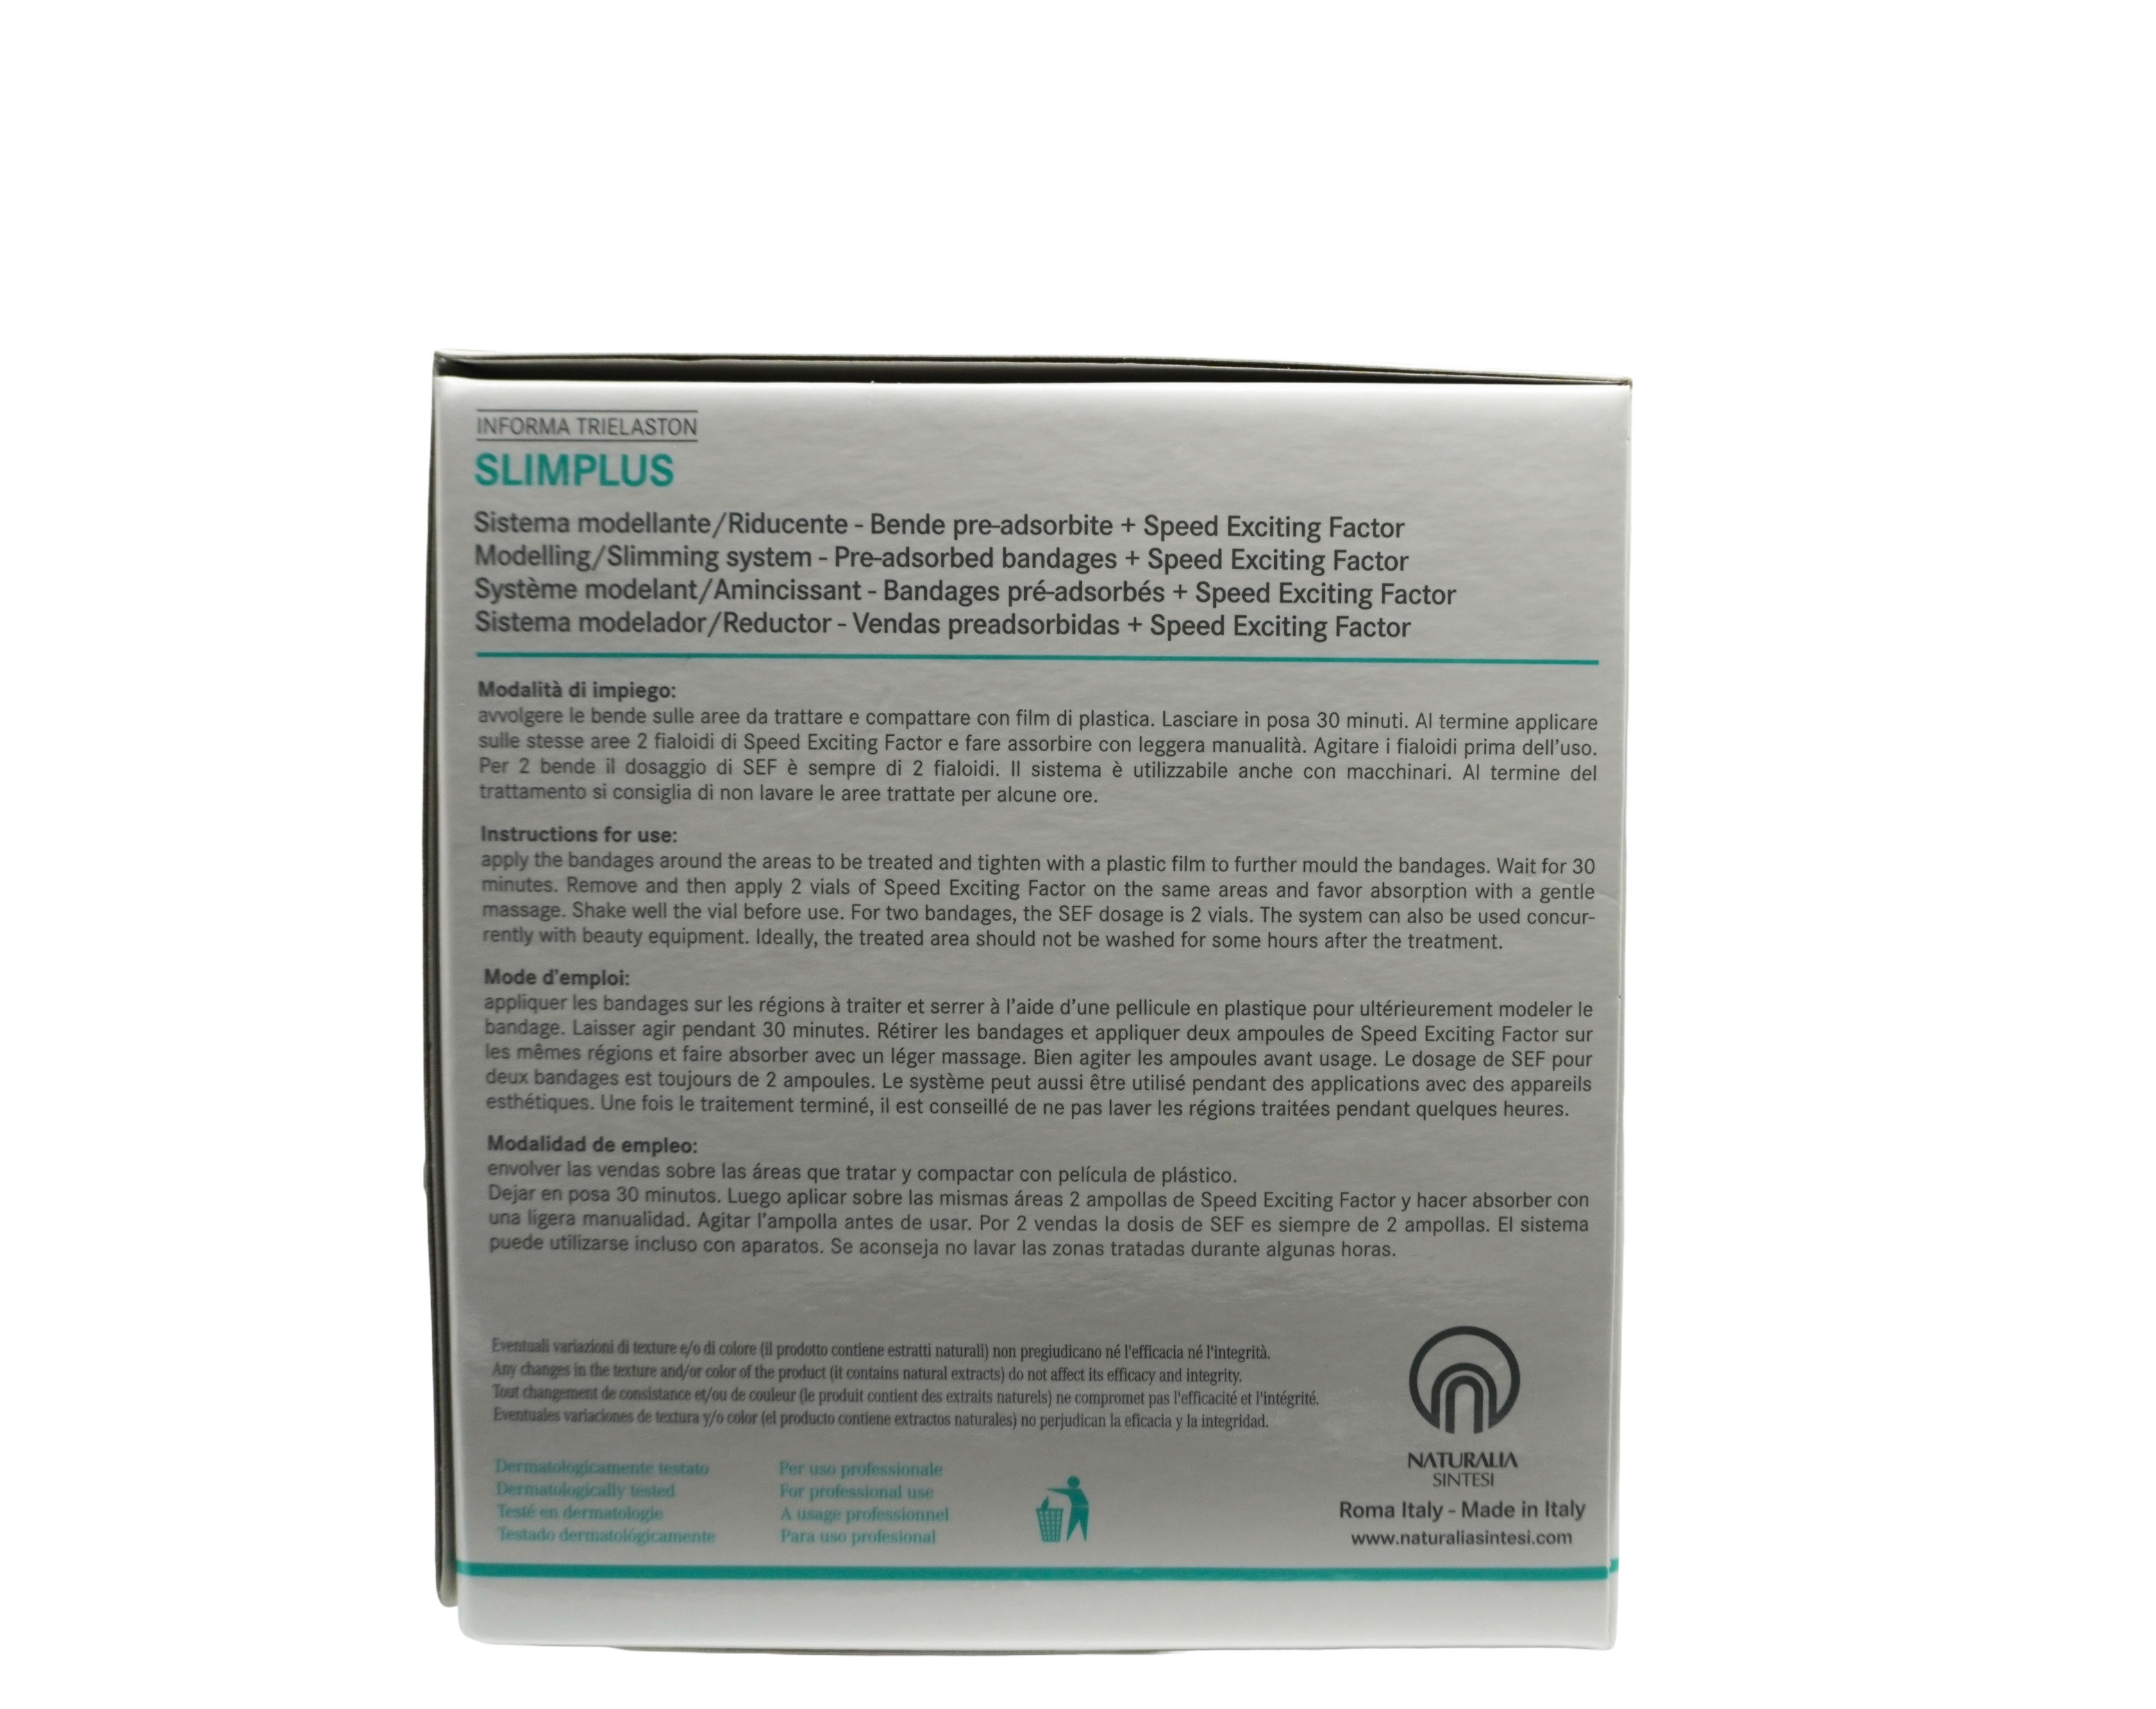 INFORMA TRIELASTON
SLIMPLUS
Sistema modellante/Riducente - Bende pre-adsorbite + Speed Exciting Factor
Modelling/Slimming system - Pre-adsorbed bandages + Speed Exciting Factor
Système modelant/Amincissant - Bandages pré-adsorbés + Speed Exciting Factor
Sistema modelador/Reductor - Vendas preadsorbidas + Speed Exciting Factor
Modalità di impiego:
avvolgere le bende sulle aree da trattare e compattare con film di plastica. Lasciare in posa 30 minuti. Al termine applicare
sulle stesse aree 2 fialoidi di Speed Exciting Factor e fare assorbire con leggera manualità. Agitare i fialoidi prima dell'uso.
Per 2 bende il dosaggio di SEF è sempre di 2 fialoidi. Il sistema è utilizzabile anche con macchinari. Al termine del
trattamento si consiglia di non lavare le aree trattate per alcune ore.
Instructions for use:
apply the bandages around the areas to be treated and tighten with a plastic film to further mould the bandages. Wait for 30
minutes. Remove and then apply 2 vials of Speed Exciting Factor on the same areas and favor absorption with a gentle
massage. Shake well the vial before use. For two bandages, the SEF dosage is 2 vials. The system can also be used concur-
rently with beauty equipment. Ideally, the treated area should not be washed for some hours after the treatment.
Mode d'emploi:
appliquer les bandages sur les régions à traiter et serrer à l'aide d'une pellicule en plastique pour ultérieurement modeler le
bandage. Laisser agir pendant 30 minutes. Rétirer les bandages et appliquer deux ampoules de Speed Exciting Factor sur
les mêmes régions et faire absorber avec un léger massage. Bien agiter les ampoules avant usage. Le dosage de SEF pour
deux bandages est toujours de 2 ampoules. Le système peut aussi être utilisé pendant des applications avec des appareils
esthétiques. Une fois le traitement terminé, il est conseillé de ne pas laver les régions traitées pendant quelques heures.
Modalidad de empleo:
envolver las vendas sobre las áreas que tratar y compactar con película de plástico.
Dejar en posa 30 minutos. Luego aplicar sobre las mismas áreas 2 ampollas de Speed Exciting Factor y hacer absorber con
una ligera manualidad. Agitar l'ampolla antes de usar. Por 2 vendas la dosis de SEF es siempre de 2 ampollas. El sistema
puede utilizarse incluso con aparatos. Se aconseja no lavar las zonas tratadas durante algunas horas.
Eventuali variazioni di texture e/o di colore (il prodotto contiene estratti naturali) non pregiudicano né l'efficacia né l'integrità.
Any changes in the texture and/or color of the product (it contains natural extracts) do not affect its efficacy and integrity.
Tout changement de consistance et/ou de couleur (le produit contient des extraits naturels) ne compromet pas l'efficacité et l'intégrité.
Eventuales variaciones de textura y/o color (el producto contiene extractos naturales) no perjudican la eficacia y la integridad.
Dermatologicamente testato
Dermatologically tested
Testé en dermatologie
Testado dermatológicamente
Per uso professionale
For professional use
A usage professionnel
Para uso profesional
NATURALIA
SINTESI
Roma Italy - Made in Italy
www.naturaliasintesi.com